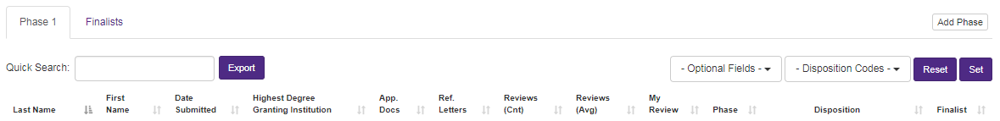 Phase 1 Finalists Add Phase
Quick Search: Export - Optional Fields - - Disposition Codes - Reset Set
Last Name First Name Date Submitted Highest Degree Granting Institution App. Docs Ref. Letters Reviews (Cnt) Reviews (Avg) My Review Phase Disposition Finalist